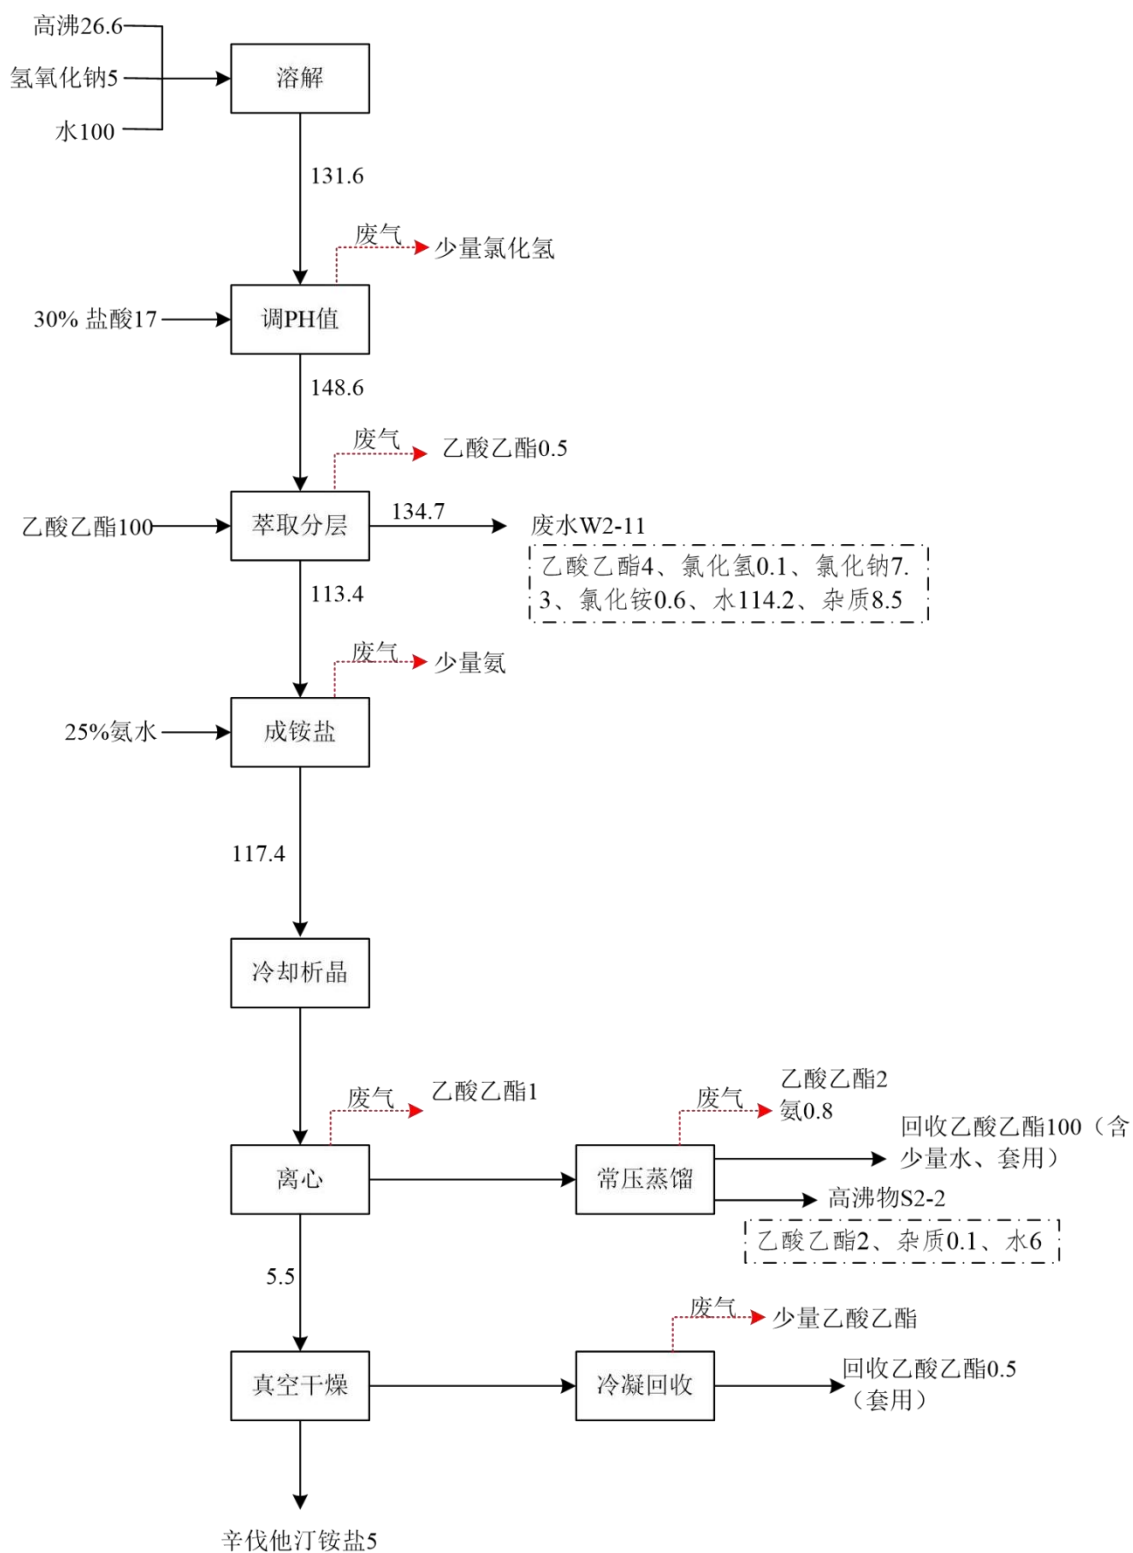 高沸26.6
氢氧化钠5
水100
溶解
131.6
废气
少量氯化氢
30% 盐酸17
调PH值
148.6
废气
乙酸乙酯0.5
乙酸乙酯100
萃取分层
134.7
废水W2-11
乙酸乙酯4、氯化氢0.1、氯化钠7.
3、氯化铵0.6、水114.2、杂质8.5
113.4
废气
少量氨
25%氨水
成铵盐
117.4
冷却析晶
废气
乙酸乙酯1
废气
乙酸乙酯2
氨0.8
离心
常压蒸馏
回收乙酸乙酯100（含
少量水、套用）
高沸物S2-2
乙酸乙酯2、杂质0.1、水6
5.5
废气
少量乙酸乙酯
真空干燥
冷凝回收
回收乙酸乙酯0.5
（套用）
辛伐他汀铵盐5